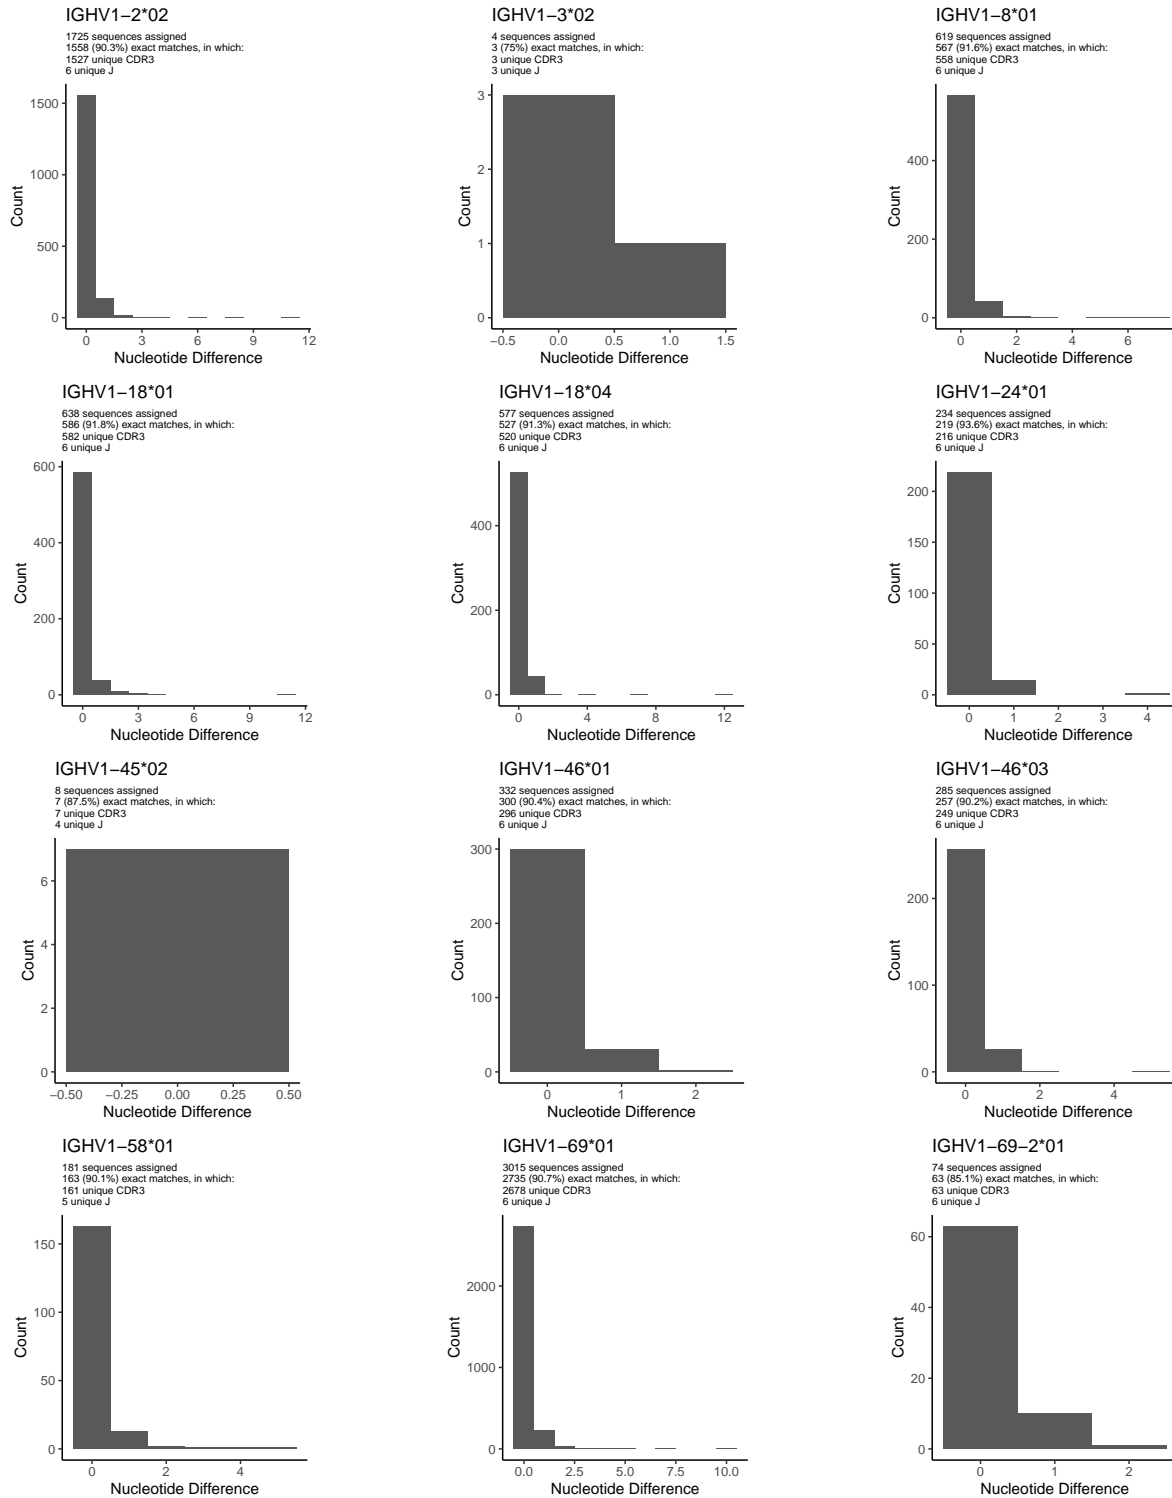 IGHV1−2*02
1725 sequences assigned
1558 (90.3%) exact matches, in which:
1527 unique CDR3
6 unique J
1500
1000
500
0
Count
0 3 6 9 12
Nucleotide Difference
IGHV1−3*02
4 sequences assigned
3 (75%) exact matches, in which:
3 unique CDR3
3 unique J
3
2
1
0
Count
−0.5 0.0 0.5 1.0 1.5
Nucleotide Difference
IGHV1−8*01
619 sequences assigned
567 (91.6%) exact matches, in which:
558 unique CDR3
6 unique J
400
200
0
Count
0 2 4 6
Nucleotide Difference
IGHV1−18*01
638 sequences assigned
586 (91.8%) exact matches, in which:
582 unique CDR3
6 unique J
600
400
200
0
Count
0 3 6 9 12
Nucleotide Difference
IGHV1−18*04
577 sequences assigned
527 (91.3%) exact matches, in which:
520 unique CDR3
6 unique J
400
200
0
Count
0 4 8 12
Nucleotide Difference
IGHV1−24*01
234 sequences assigned
219 (93.6%) exact matches, in which:
216 unique CDR3
6 unique J
200
150
100
50
0
Count
0 1 2 3 4
Nucleotide Difference
IGHV1−45*02
8 sequences assigned
7 (87.5%) exact matches, in which:
7 unique CDR3
4 unique J
6
4
2
0
Count
−0.50 −0.25 0.00 0.25 0.50
Nucleotide Difference
IGHV1−46*01
332 sequences assigned
300 (90.4%) exact matches, in which:
296 unique CDR3
6 unique J
300
200
100
0
Count
0 1 2
Nucleotide Difference
IGHV1−46*03
285 sequences assigned
257 (90.2%) exact matches, in which:
249 unique CDR3
6 unique J
200
100
0
Count
0 2 4
Nucleotide Difference
IGHV1−58*01
181 sequences assigned
163 (90.1%) exact matches, in which:
161 unique CDR3
5 unique J
150
100
50
0
Count
0 2 4
Nucleotide Difference
IGHV1−69*01
3015 sequences assigned
2735 (90.7%) exact matches, in which:
2678 unique CDR3
6 unique J
2000
1000
0
Count
0.0 2.5 5.0 7.5 10.0
Nucleotide Difference
IGHV1−69−2*01
74 sequences assigned
63 (85.1%) exact matches, in which:
63 unique CDR3
6 unique J
60
40
20
0
Count
0 1 2
Nucleotide Difference